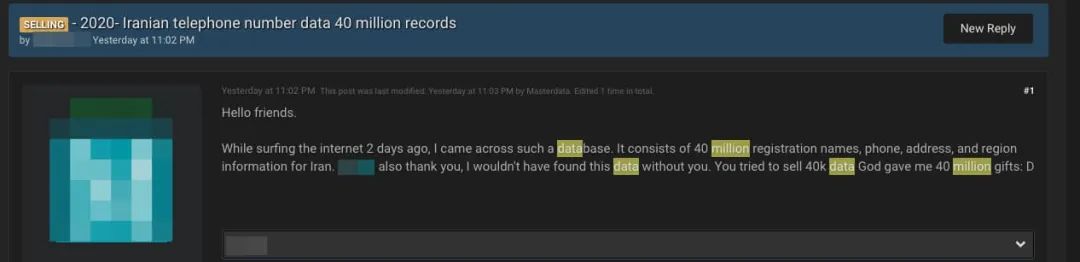 SELLING - 2020- Iranian telephone number data 40 million records
by Yesterday at 11:02 PM
New Reply
Yesterday at 11:02 PM This post was last modified: Yesterday at 11:03 PM by Masterdata. Edited 1 time in total.
#1
Hello friends.
While surfing the internet 2 days ago, I came across such a database. It consists of 40 million registration names, phone, address, and region
information for Iran. also thank you, I wouldn't have found this data without you. You tried to sell 40k data God gave me 40 million gifts: D